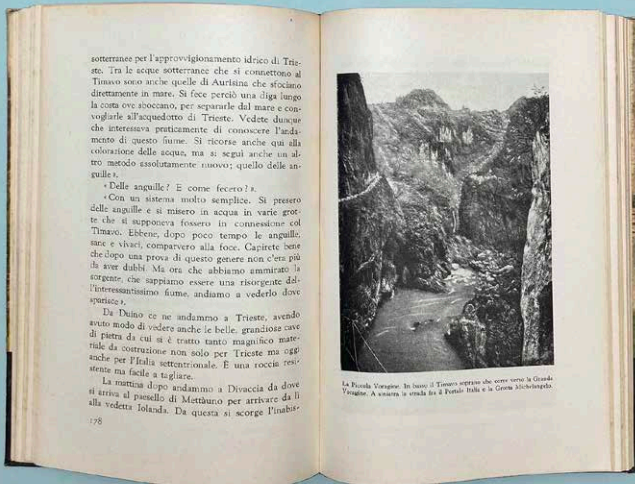 sotterranee per l'approvvigionamento idrico di Trie-
ste. Tra le acque sotterranee che si connettono al
Timavo sono anche quelle di Aurisina che sfociano
direttamente in mare. Si fece perciò una diga lungo
la costa ove sboccano, per separarle dal mare e con-
vogliarle all'acquedotto di Trieste. Vedete dunque
che interessava praticamente di conoscere l'anda-
mento di questo fiume. Si ricorse anche qui alla
colorazione delle acque, ma si seguì anche un al-
tro metodo assolutamente nuovo; quello delle an-
guille».
«Delle anguille? E come fecero?».
«Con un sistema molto semplice. Si presero
delle anguille e si misero in acqua in varie grot-
te che si supponeva fossero in connessione col
Timavo. Ebbene, dopo poco tempo le anguille,
sane e vivaci, comparvero alla foce. Capirete bene
che dopo una prova di questo genere non c'era più
da aver dubbi. Ma ora che abbiamo ammirato la
sorgente, che sappiamo essere una risorgente del-
l'interessantissimo fiume, andiamo a vederlo dove
sparisce».
Da Duino ce ne andammo a Trieste, avendo
avuto modo di vedere anche le belle, grandiose cave
di pietra da cui si è tratto tanto magnifico mate-
riale da costruzione non solo per Trieste ma oggi
anche per l'Italia settentrionale. È una roccia resi-
stente ma facile a tagliare.
La mattina dopo andammo a Divaccia da dove
si arriva al paesello di Mettàuno per arrivare da lì
alla vedetta Iolanda. Da questa si scorge l'inabis-
178
La Piccola Voragine. In basso il Timavo soprano che corre verso la Grande
Voragine. A sinistra la strada fra il Portale Italia e la Grotta Michelangelo.